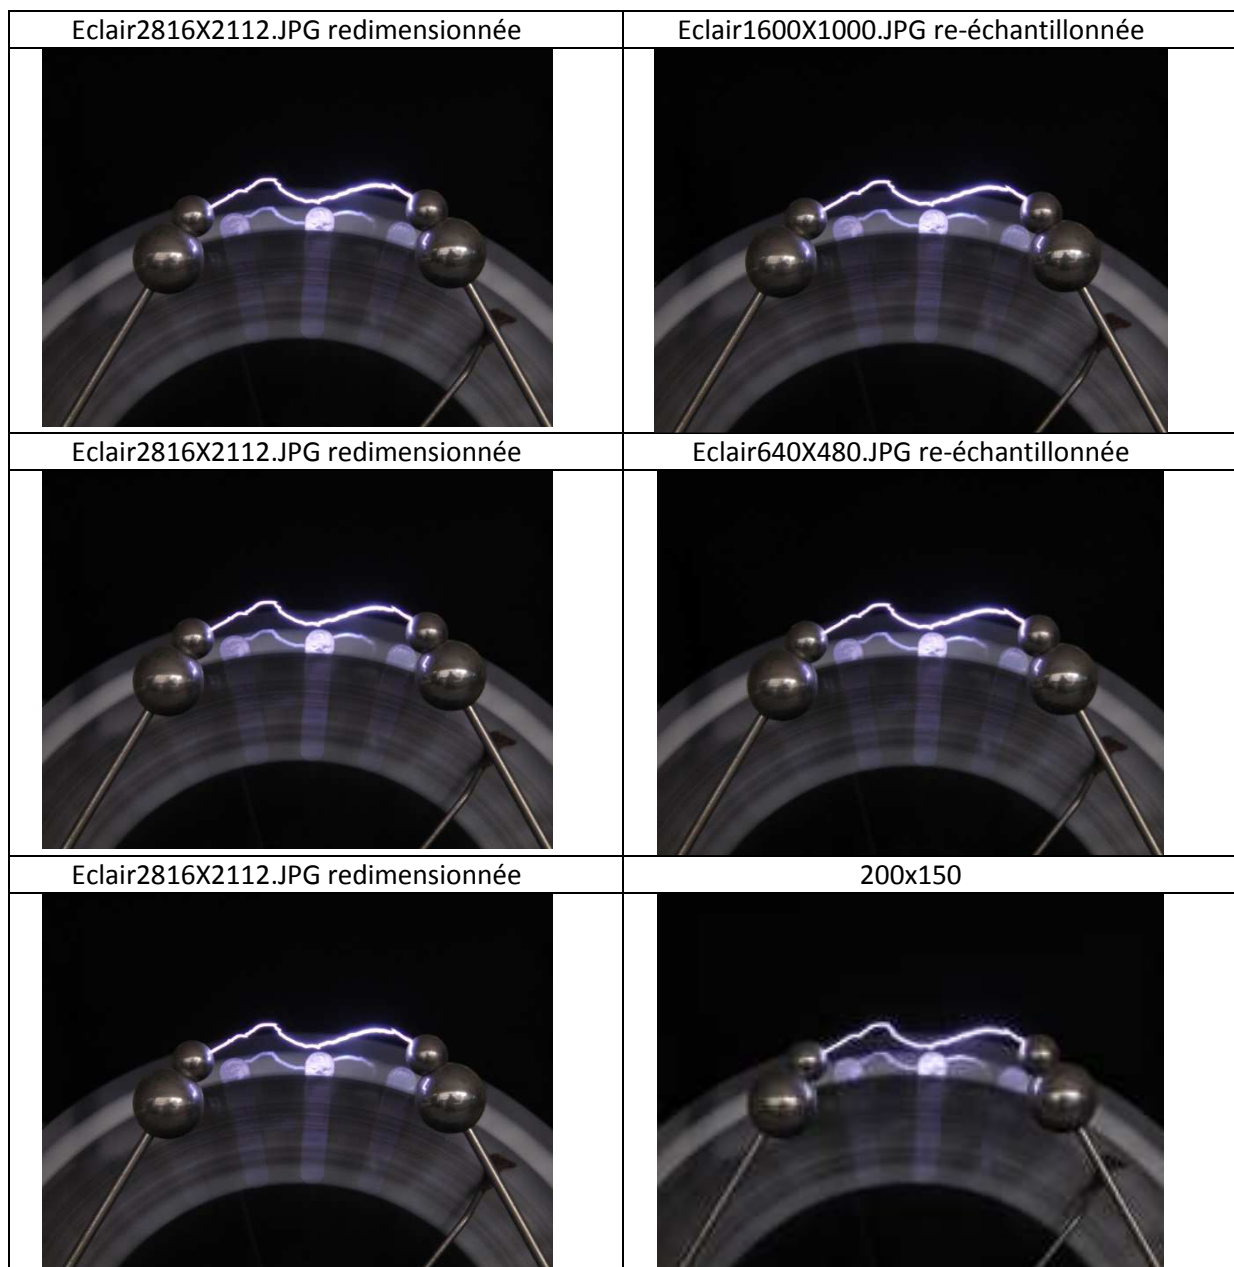 Eclair2816X2112.JPG redimensionnée
Eclair1600X1000.JPG re-échantillonnée
Eclair2816X2112.JPG redimensionnée
Eclair640X480.JPG re-échantillonnée
Eclair2816X2112.JPG redimensionnée
200x150